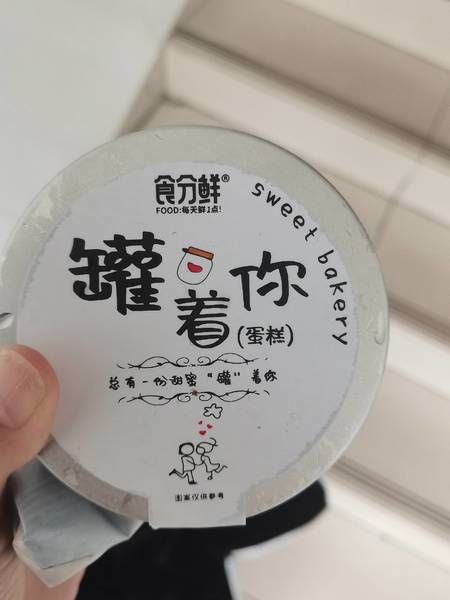 食分鲜®
FOOD:每天鲜1点!
sweet bakery
罐着你
(蛋糕)
总有一份甜蜜“罐”着你
图案仅供参考